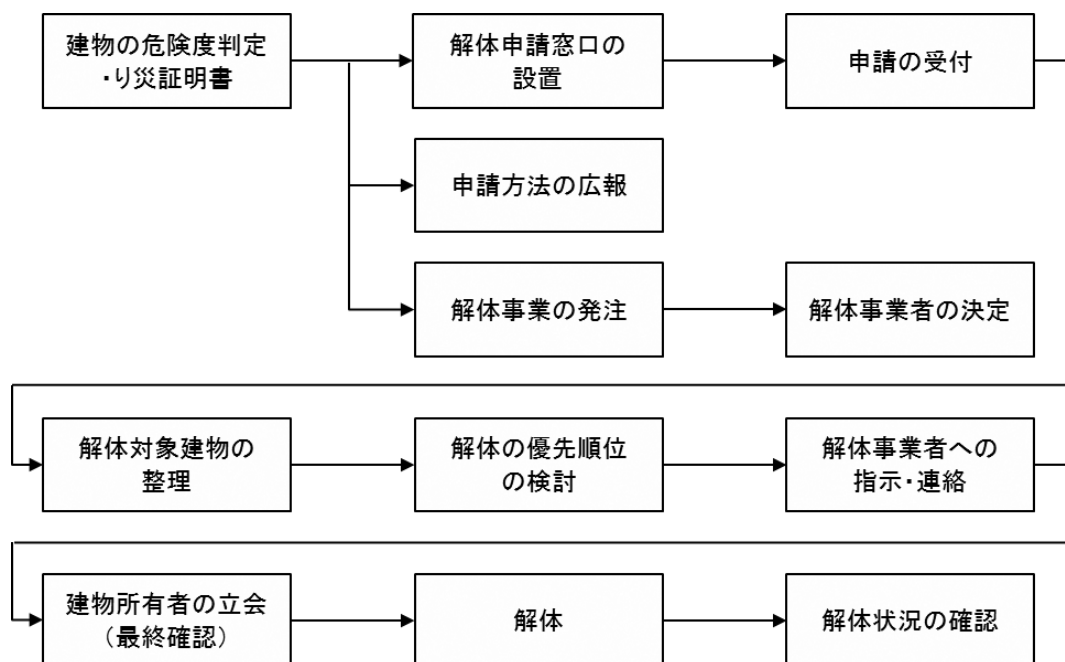 建物の危険度判定
・り災証明書
解体申請窓口の
設置
申請の受付
申請方法の広報
解体事業の発注
解体事業者の決定
解体対象建物の
整理
解体の優先順位
の検討
解体事業者への
指示・連絡
建物所有者の立会
（最終確認）
解体
解体状況の確認